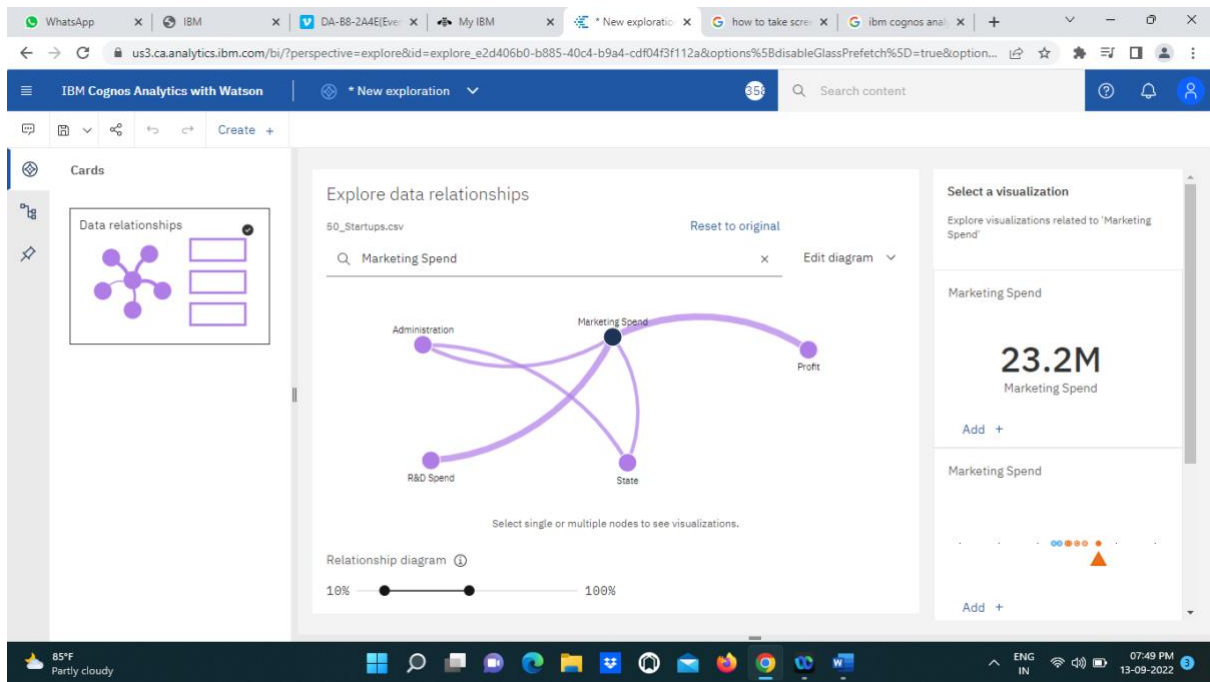 WhatsApp
IBM
DA-B8-2A4E(Ever
My IBM
* New exploratio
how to take scre
ibm cognos anal
us3.ca.analytics.ibm.com/bi/?perspective=explore&id=explore_e2d406b0-b885-40c4-b9a4-cdf04f3f112a&options%5BdisableGlassPrefetch%5D=true&option...
IBM Cognos Analytics with Watson
* New exploration
Search content
Create +
Cards
Data relationships
Explore data relationships
50_Startups.csv
Reset to original
Marketing Spend
Edit diagram
Administration
Marketing Spend
Profit
R&D Spend
State
Select single or multiple nodes to see visualizations.
Relationship diagram
10%
100%
Select a visualization
Explore visualizations related to 'Marketing
Spend'
Marketing Spend
23.2M
Marketing Spend
Add +
Marketing Spend
Add +
85°F
Partly cloudy
ENG
IN
07:49 PM
13-09-2022
3